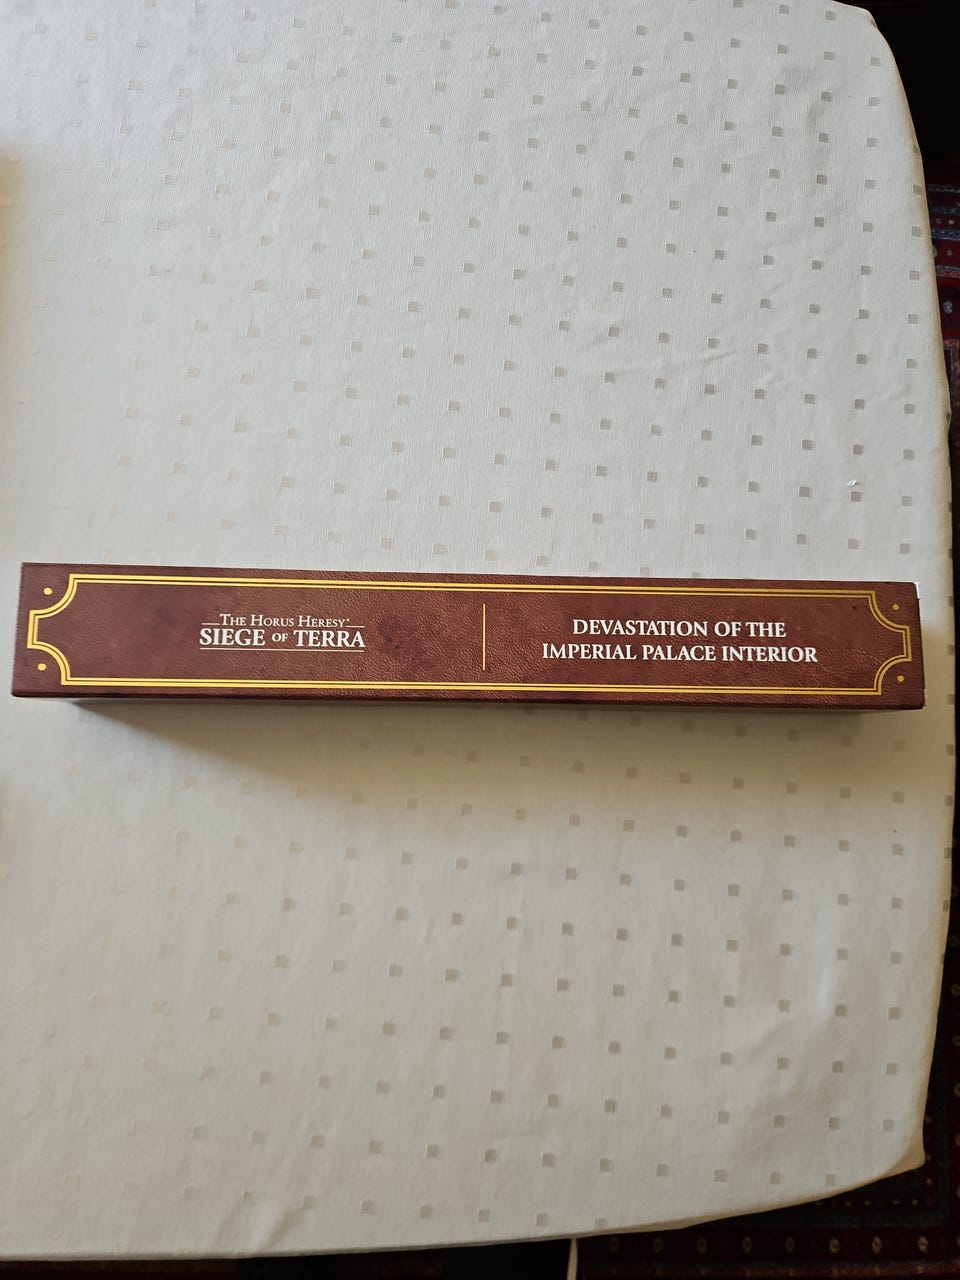 The Horus Heresy®
SIEGE OF TERRA
DEVASTATION OF THE
IMPERIAL PALACE INTERIOR